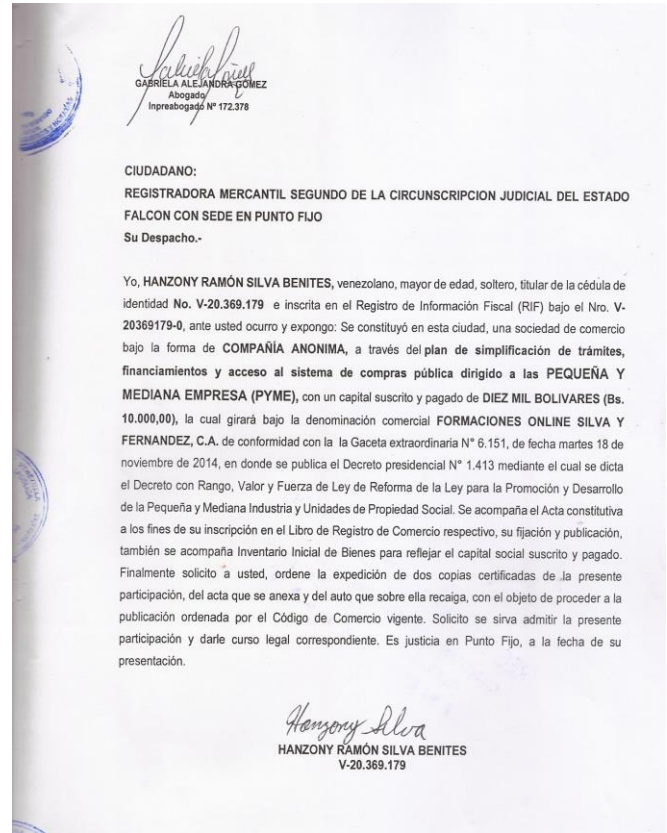 GABRIELA ALEJANDRA GOMEZ
Abogado
Inpreabogado Nº 172.378
CIUDADANO:
REGISTRADORA MERCANTIL SEGUNDO DE LA CIRCUNSCRIPCION JUDICIAL DEL ESTADO
FALCON CON SEDE EN PUNTO FIJO
Su Despacho.-
Yo, HANZONY RAMÓN SILVA BENITES, venezolano, mayor de edad, soltero, titular de la cédula de
identidad No. V-20.369.179 e inscrita en el Registro de Información Fiscal (RIF) bajo el Nro. V-
20369179-0, ante usted ocurro y expongo: Se constituyó en esta ciudad, una sociedad de comercio
bajo la forma de COMPAÑÍA ANONIMA, a través del plan de simplificación de trámites,
financiamientos y acceso al sistema de compras pública dirigido a las PEQUEÑA Y
MEDIANA EMPRESA (PYME), con un capital suscrito y pagado de DIEZ MIL BOLIVARES (Bs.
10.000,00), la cual girará bajo la denominación comercial FORMACIONES ONLINE SILVA Y
FERNANDEZ, C.A. de conformidad con la la Gaceta extraordinaria N° 6.151, de fecha martes 18 de
noviembre de 2014, en donde se publica el Decreto presidencial N° 1.413 mediante el cual se dicta
el Decreto con Rango, Valor y Fuerza de Ley de Reforma de la Ley para la Promoción y Desarrollo
de la Pequeña y Mediana Industria y Unidades de Propiedad Social. Se acompaña el Acta constitutiva
a los fines de su inscripción en el Libro de Registro de Comercio respectivo, su fijación y publicación,
también se acompaña Inventario Inicial de Bienes para reflejar el capital social suscrito y pagado.
Finalmente solicito a usted, ordene la expedición de dos copias certificadas de la presente
participación, del acta que se anexa y del auto que sobre ella recaiga, con el objeto de proceder a la
publicación ordenada por el Código de Comercio vigente. Solicito se sirva admitir la presente
participación y darle curso legal correspondiente. Es justicia en Punto Fijo, a la fecha de su
presentación.
Hanzony Silva
HANZONY RAMÓN SILVA BENITES
V-20.369.179